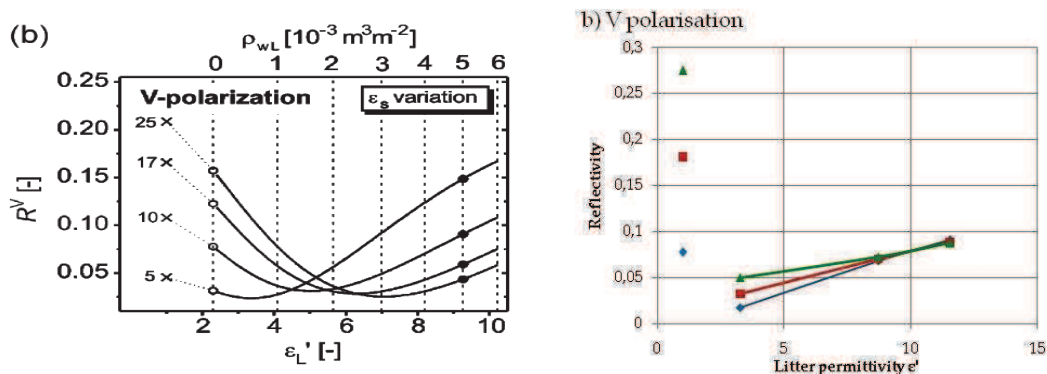 (b)
ρwL [10⁻³ m³m⁻²]
0 1 2 3 4 5 6
0.25
0.20
0.15
0.10
0.05
V-polarization
εs variation
25 ×
17 ×
10 ×
5 ×
R^V [-]
2 4 6 8 10
εL' [-]
b) V polarisation
0,3
0,25
0,2
0,15
0,1
0,05
0
Reflectivity
0 5 10 15
Litter permittivity ε'